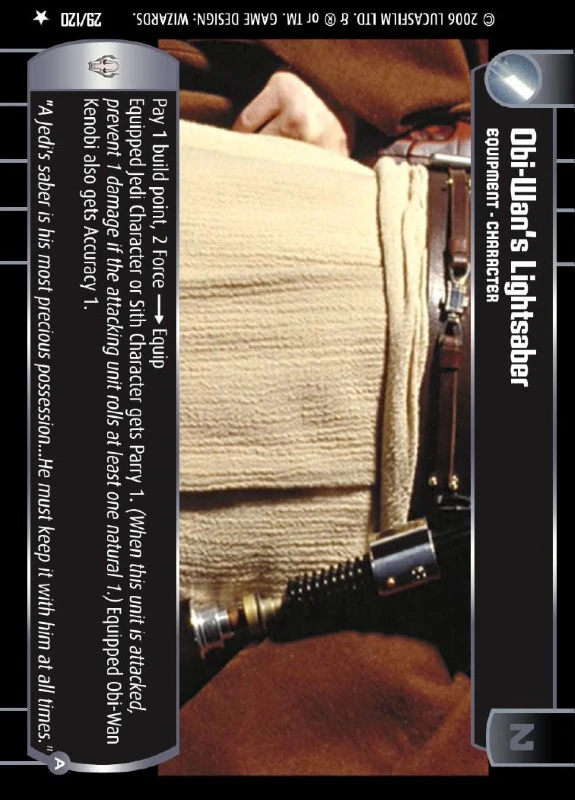 Obi-Wan's Lightsaber
EQUIPMENT - CHARACTER
N
Pay 1 build point, 2 Force → Equip
Equipped Jedi Character or Sith Character gets Parry 1. (When this unit is attacked,
prevent 1 damage if the attacking unit rolls at least one natural 1.) Equipped Obi-Wan
Kenobi also gets Accuracy 1.
"A Jedi's saber is his most precious possession...He must keep it with him at all times."
A
© 2006 LUCASFILM LTD. & ® or TM. GAME DESIGN: WIZARDS.
29/120 ★